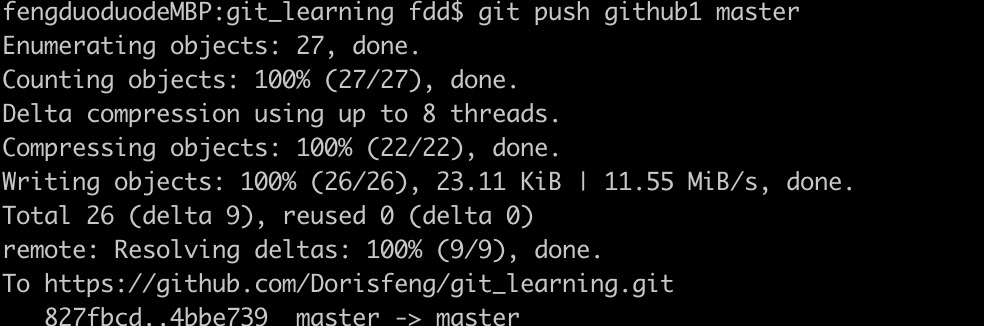 fengduoduodeMBP:git_learning fdd$ git push github1 master
Enumerating objects: 27, done.
Counting objects: 100% (27/27), done.
Delta compression using up to 8 threads.
Compressing objects: 100% (22/22), done.
Writing objects: 100% (26/26), 23.11 KiB | 11.55 MiB/s, done.
Total 26 (delta 9), reused 0 (delta 0)
remote: Resolving deltas: 100% (9/9), done.
To https://github.com/Dorisfeng/git_learning.git
   827fbcd..4bbe739  master -> master